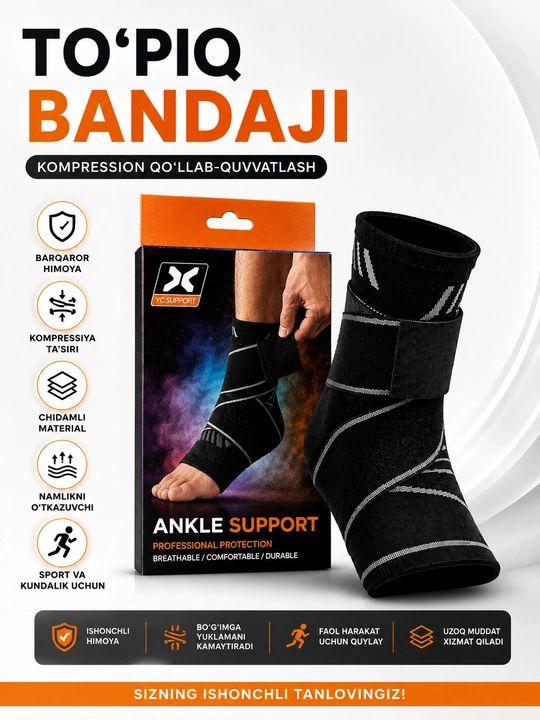 TO‘PIQ
BANDAJI
KOMPRESSION QO‘LLAB-QUVVATLASH
BARQAROR
HIMOYA
KOMPRESSIYA
TA'SIRI
CHIDAMLI
MATERIAL
NAMLIKNI
O'TKAZUVCHI
SPORT VA
KUNDALIK UCHUN
YC SUPPORT
ANKLE SUPPORT
PROFESSIONAL PROTECTION
BREATHABLE / COMFORTABLE / DURABLE
ISHONCHLI
HIMOYA
BO'G'IMGA
YUKLAMANI
KAMAYTIRADI
FAOL HARAKAT
UCHUN QULAY
UZOQ MUDDAT
XIZMAT QILADI
SIZNING ISHONCHLI TANLOVINGIZ!